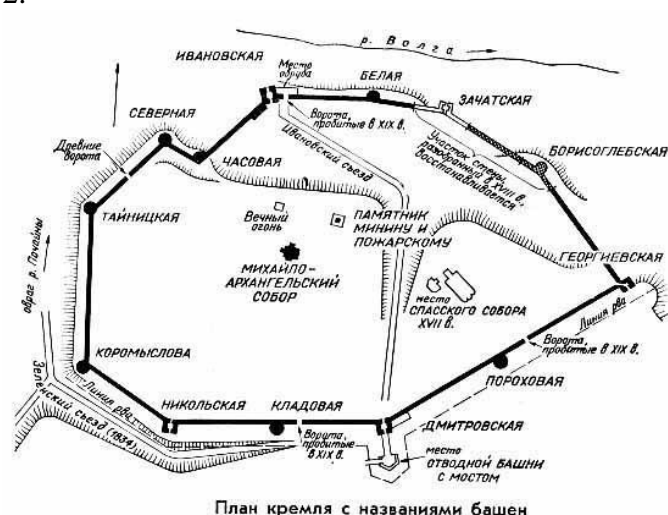 2.
р. Волга
ИВАНОВСКАЯ
Место
обруба
БЕЛАЯ
ЗАЧАТСКАЯ
СЕВЕРНАЯ
Ворота,
пробитые в XIX в.
Древние
ворота
ЧАСОВАЯ
Ивановский съезд
Участок стены,
разобранный в XVIII в.,
восстанавливается
БОРИСОГЛЕБСКАЯ
ТАЙНИЦКАЯ
Вечный
огонь
ПАМЯТНИК
МИНИНУ И
ПОЖАРСКОМУ
ГЕОРГИЕВСКАЯ
МИХАЙЛО-
АРХАНГЕЛЬСКИЙ
СОБОР
место
СПАССКОГО СОБОРА
XVII в.
овраг р. Почайны
Линия рва
Ворота,
пробитые в XIX в.
КОРОМЫСЛОВА
ПОРОХОВАЯ
Зеленский съезд (1834)
Линия рва
НИКОЛЬСКАЯ
КЛАДОВАЯ
ДМИТРОВСКАЯ
Ворота,
пробитые
в XIX в.
место
ОТВОДНОЙ БАШНИ
С МОСТОМ
План кремля с названиями башен